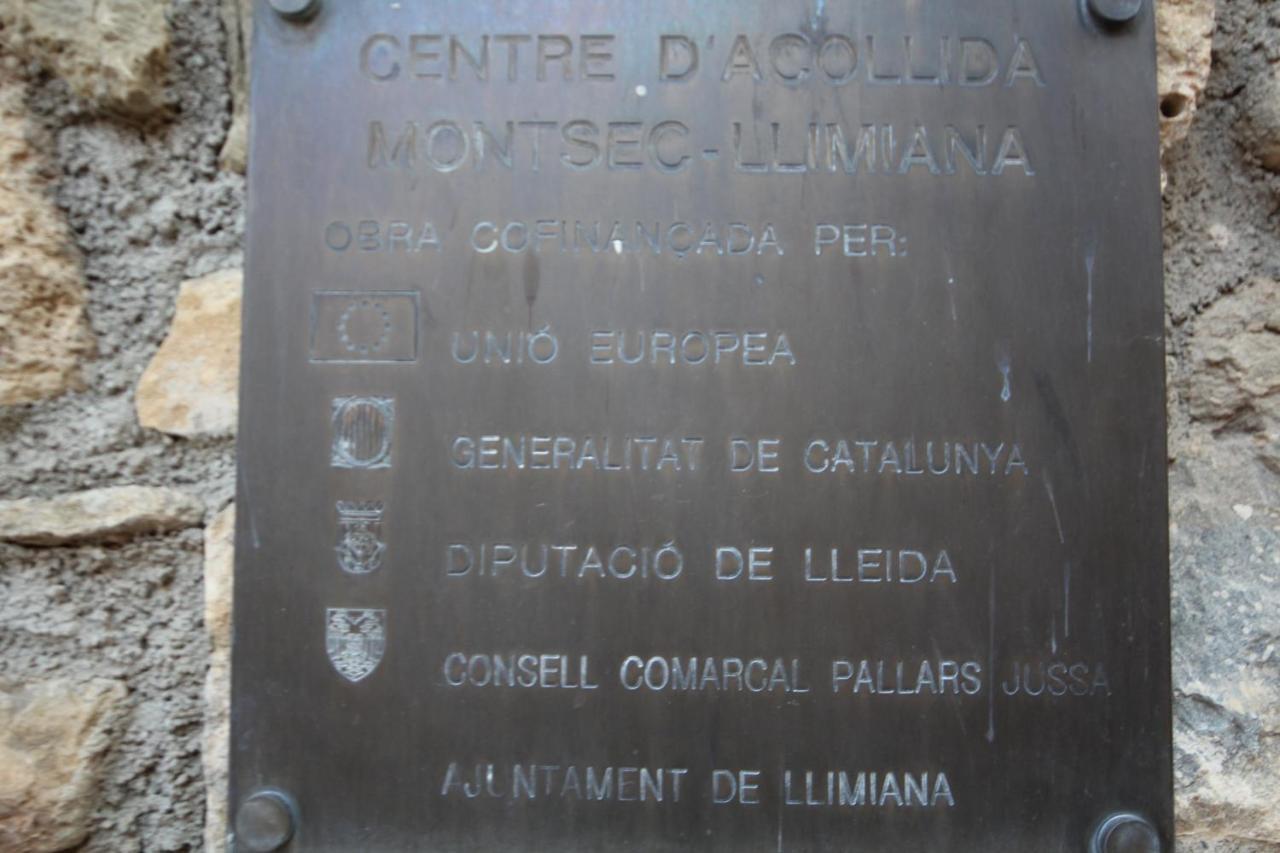 CENTRE D'ACOLLIDA
MONTSEC-LLIMIANA
OBRA COFINANÇADA PER:
UNIÓ EUROPEA
GENERALITAT DE CATALUNYA
DIPUTACIÓ DE LLEIDA
CONSELL COMARCAL PALLARS JUSSA
AJUNTAMENT DE LLIMIANA